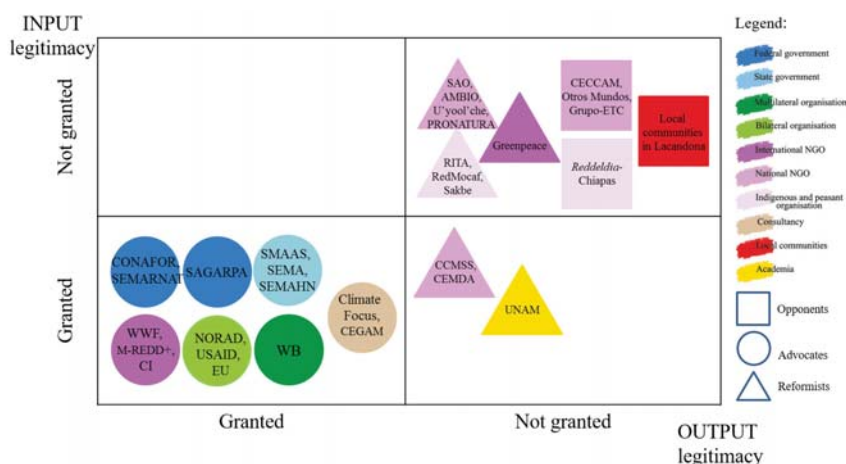 INPUT
legitimacy
Not granted
Granted
SAO,
AMBIO,
U'yool'che,
PRONATURA
RITA,
RedMocaf,
Sakbe
Greenpeace
CECCAM,
Otros Mundos,
Grupo-ETC
Reddeldia-
Chiapas
Local
communities
in Lacandona
CONAFOR,
SEMARNAT
SAGARPA
SMAAS,
SEMA,
SEMAHN
Climate
Focus,
CEGAM
WWF,
M-REDD+,
CI
NORAD,
USAID,
EU
WB
CCMSS,
CEMDA
UNAM
Granted
Not granted
OUTPUT
legitimacy
Legend:
Federal government
State government
Multilateral organisation
Bilateral organisation
International NGO
National NGO
Indigenous and peasant
organisation
Consultancy
Local communities
Academia
Opponents
Advocates
Reformists